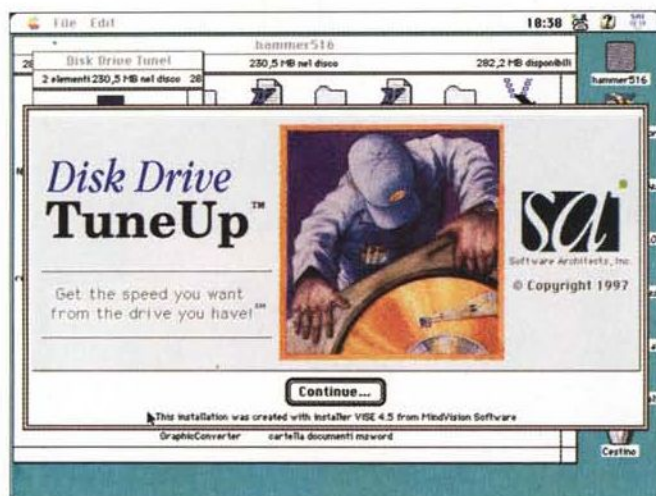 File Edit 18:38
hammer516
Disk Drive Tune!
230,5 MB nel disco 282,2 MB disponibili
2 elementi 230,5 MB nel disco 28
hammer516
Disk Drive
TuneUp™
sai
Software Architects, Inc.
© Copyright 1997
Get the speed you want
from the drive you have!℠
Continue...
This installation was created with Installer VISE 4.5 from MindVision Software
GraphicConverter cartella documenti msword
Cestino